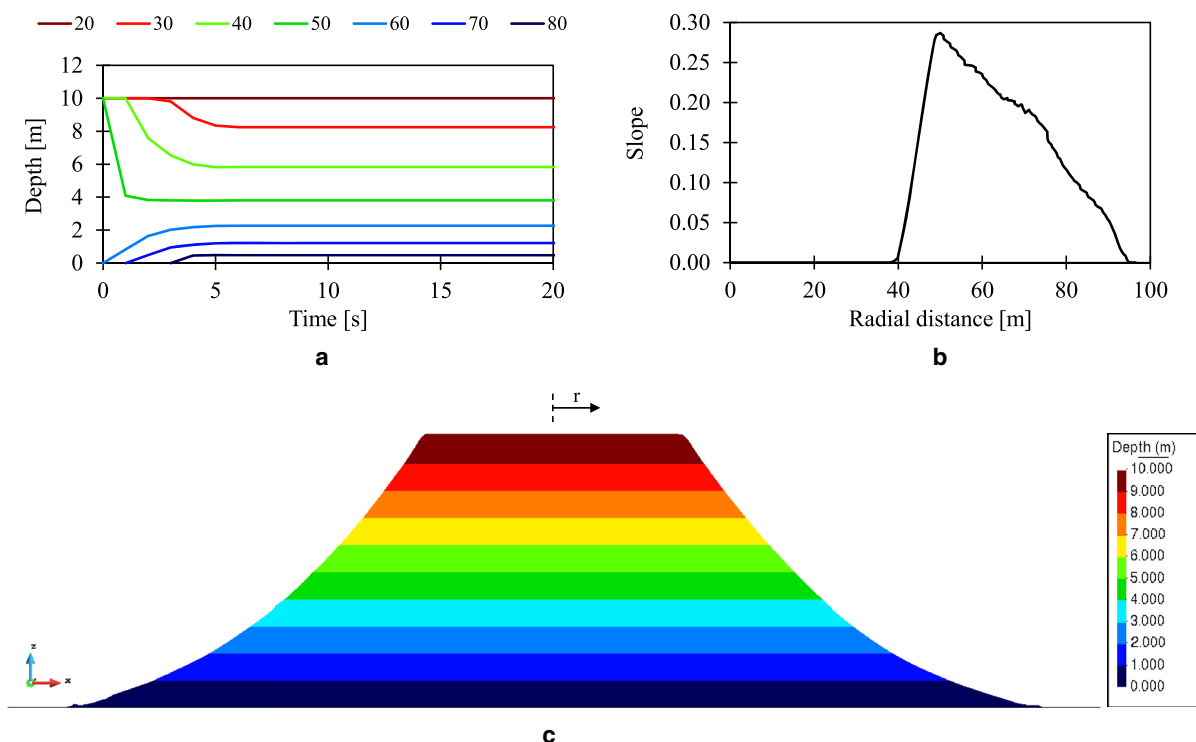 20 30 40 50 60 70 80
12
10
8
6
4
2
0
Depth [m]
0 5 10 15 20
Time [s]
a
0.30
0.25
0.20
0.15
0.10
0.05
0.00
Slope
0 20 40 60 80 100
Radial distance [m]
b
r
Depth (m)
10.000
9.000
8.000
7.000
6.000
5.000
4.000
3.000
2.000
1.000
0.000
z
x
c